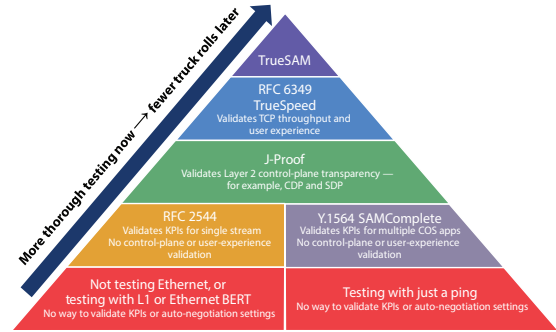 More thorough testing now → fewer truck rolls later
TrueSAM
RFC 6349
TrueSpeed
Validates TCP throughput and
user experience
J-Proof
Validates Layer 2 control-plane transparency —
for example, CDP and SDP
RFC 2544
Validates KPIs for single stream
No control-plane or user-experience
validation
Y.1564 SAMComplete
Validates KPIs for multiple COS apps
No control-plane or user-experience
validation
Not testing Ethernet, or
testing with L1 or Ethernet BERT
No way to validate KPIs or auto-negotiation settings
Testing with just a ping
No way to validate KPIs or auto-negotiation settings